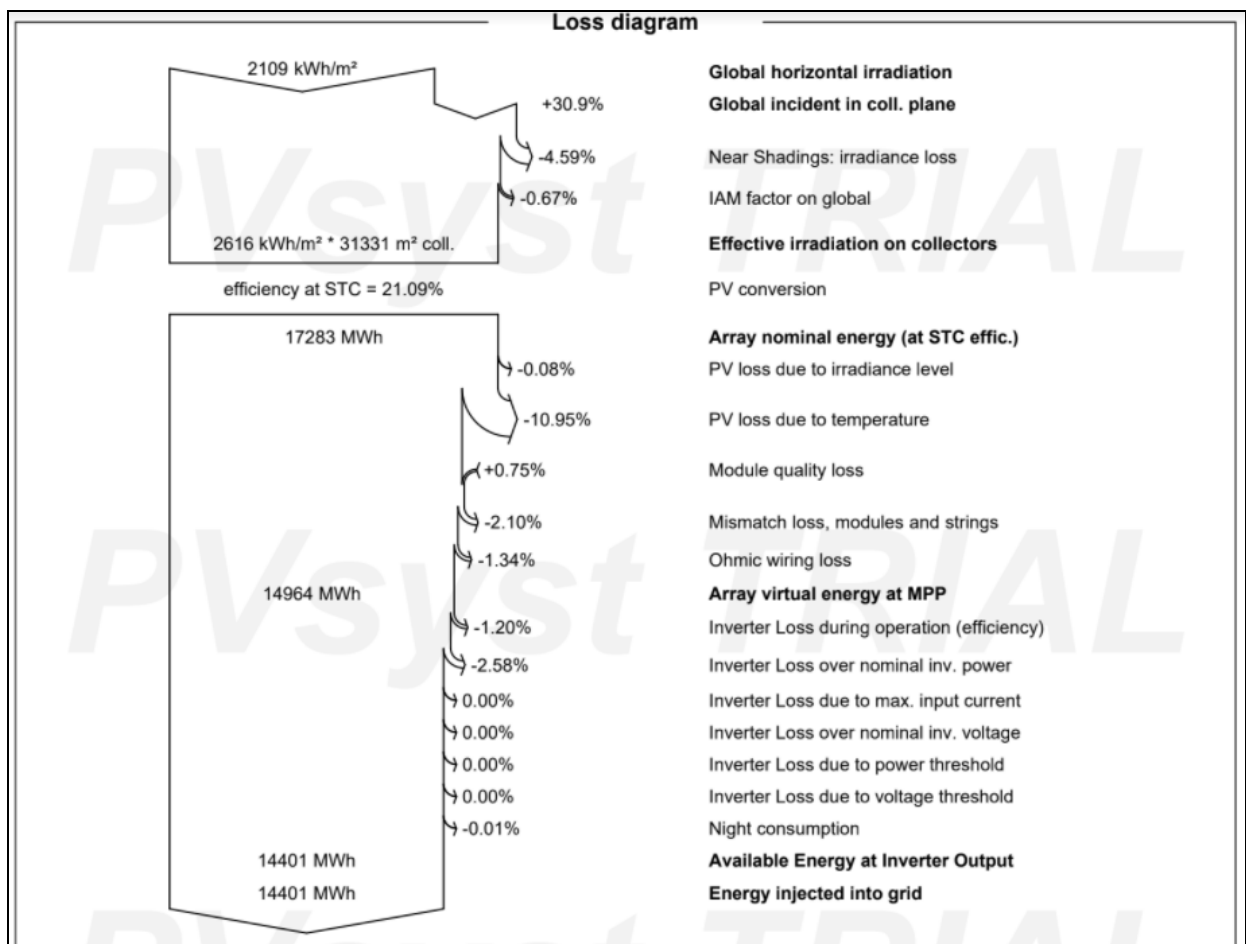 Loss diagram
2109 kWh/m² Global horizontal irradiation
+30.9% Global incident in coll. plane
-4.59% Near Shadings: irradiance loss
-0.67% IAM factor on global
2616 kWh/m² * 31331 m² coll. Effective irradiation on collectors
efficiency at STC = 21.09% PV conversion
17283 MWh Array nominal energy (at STC effic.)
-0.08% PV loss due to irradiance level
-10.95% PV loss due to temperature
+0.75% Module quality loss
-2.10% Mismatch loss, modules and strings
-1.34% Ohmic wiring loss
14964 MWh Array virtual energy at MPP
-1.20% Inverter Loss during operation (efficiency)
-2.58% Inverter Loss over nominal inv. power
0.00% Inverter Loss due to max. input current
0.00% Inverter Loss over nominal inv. voltage
0.00% Inverter Loss due to power threshold
0.00% Inverter Loss due to voltage threshold
-0.01% Night consumption
14401 MWh Available Energy at Inverter Output
14401 MWh Energy injected into grid
PVsyst TRIAL
PVsyst TRIAL
PVsyst TRIAL